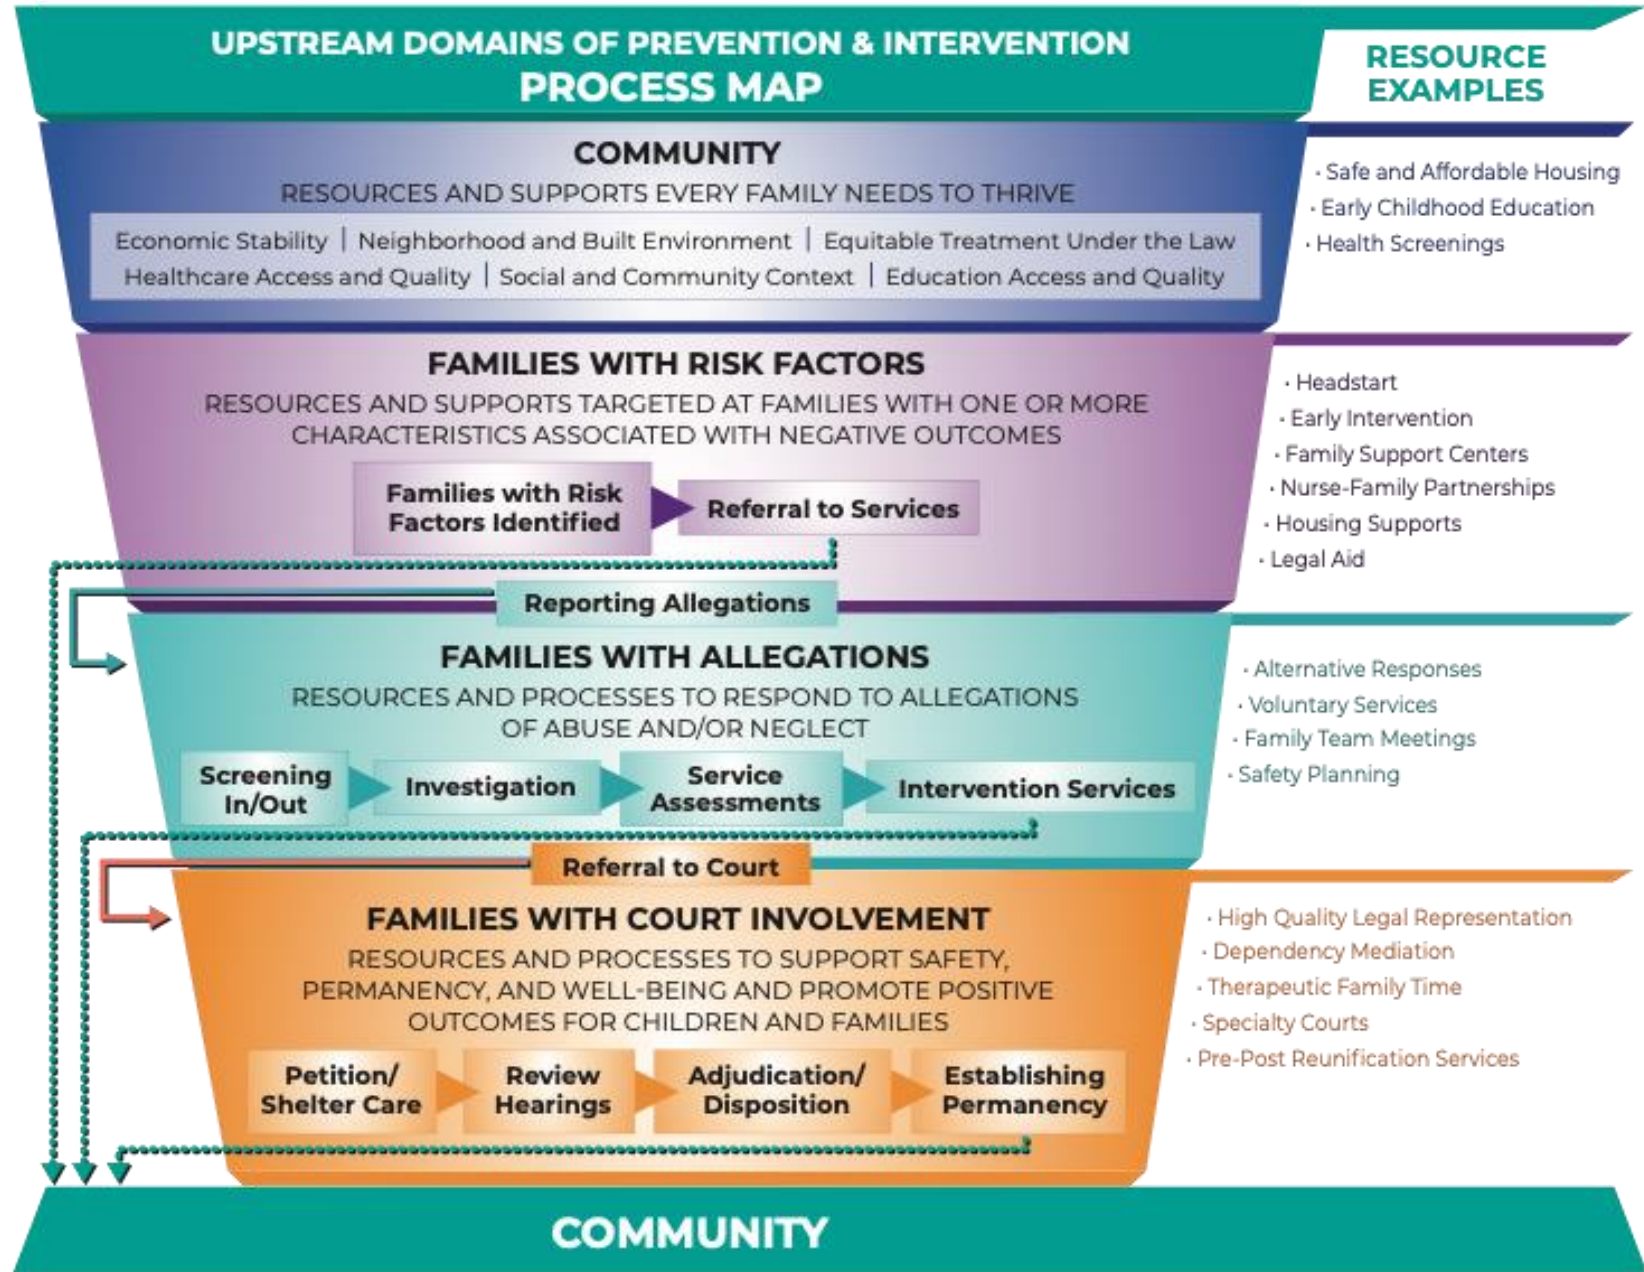 UPSTREAM DOMAINS OF PREVENTION & INTERVENTION
PROCESS MAP
RESOURCE
EXAMPLES
COMMUNITY
RESOURCES AND SUPPORTS EVERY FAMILY NEEDS TO THRIVE
Economic Stability | Neighborhood and Built Environment | Equitable Treatment Under the Law
Healthcare Access and Quality | Social and Community Context | Education Access and Quality
· Safe and Affordable Housing
· Early Childhood Education
· Health Screenings
FAMILIES WITH RISK FACTORS
RESOURCES AND SUPPORTS TARGETED AT FAMILIES WITH ONE OR MORE
CHARACTERISTICS ASSOCIATED WITH NEGATIVE OUTCOMES
Families with Risk
Factors Identified
Referral to Services
· Headstart
· Early Intervention
· Family Support Centers
· Nurse-Family Partnerships
· Housing Supports
· Legal Aid
Reporting Allegations
FAMILIES WITH ALLEGATIONS
RESOURCES AND PROCESSES TO RESPOND TO ALLEGATIONS
OF ABUSE AND/OR NEGLECT
Screening
In/Out
Investigation
Service
Assessments
Intervention Services
· Alternative Responses
· Voluntary Services
· Family Team Meetings
· Safety Planning
Referral to Court
FAMILIES WITH COURT INVOLVEMENT
RESOURCES AND PROCESSES TO SUPPORT SAFETY,
PERMANENCY, AND WELL-BEING AND PROMOTE POSITIVE
OUTCOMES FOR CHILDREN AND FAMILIES
Petition/
Shelter Care
Review
Hearings
Adjudication/
Disposition
Establishing
Permanency
· High Quality Legal Representation
· Dependency Mediation
· Therapeutic Family Time
· Specialty Courts
· Pre-Post Reunification Services
COMMUNITY